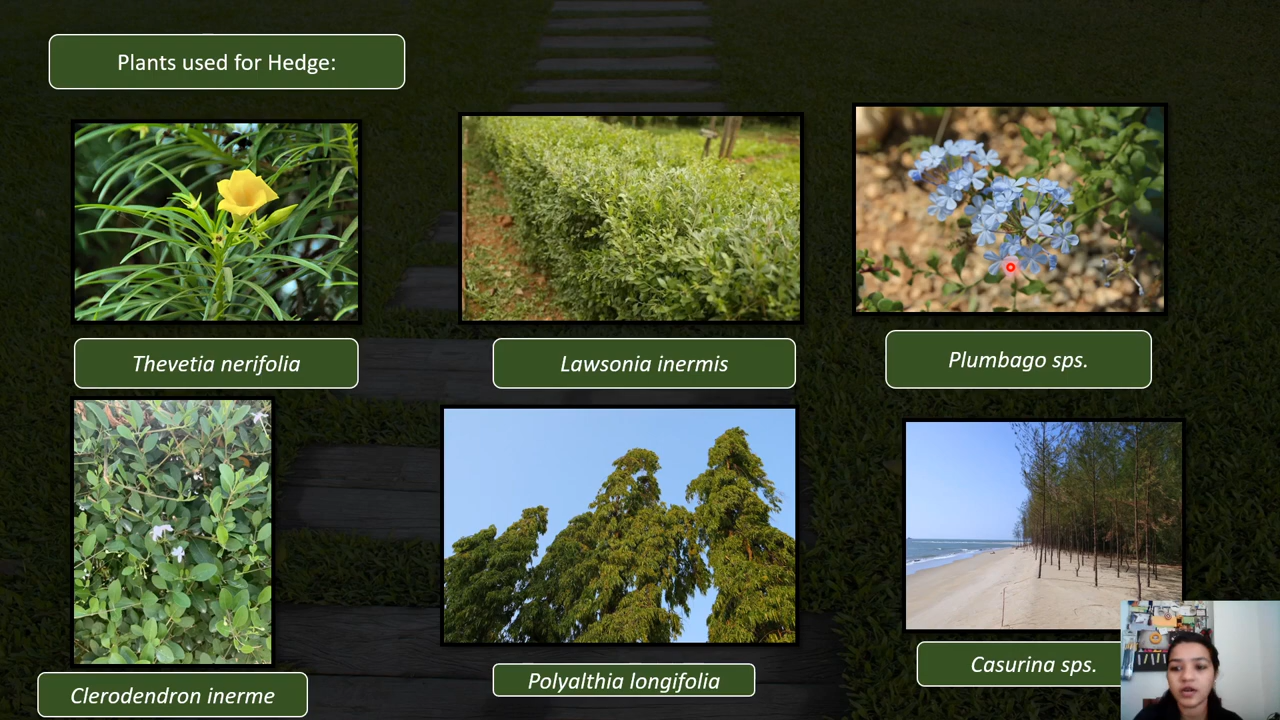 Plants used for Hedge:
Thevetia nerifolia
Lawsonia inermis
Plumbago sps.
Clerodendron inerme
Polyalthia longifolia
Casurina sps.